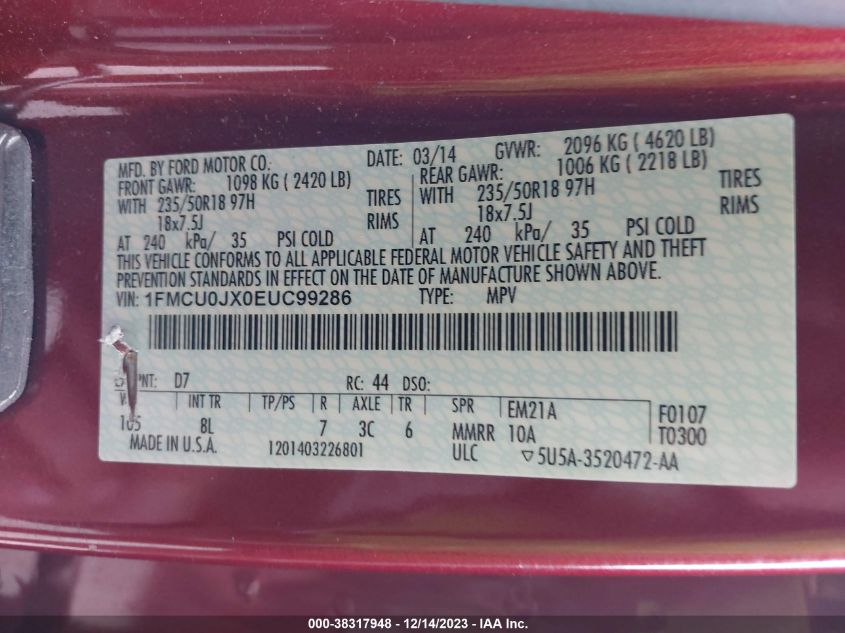 MFD. BY FORD MOTOR CO. DATE: 03/14 GVWR: 2096 KG ( 4620 LB)
FRONT GAWR: 1098 KG ( 2420 LB) REAR GAWR: 1006 KG ( 2218 LB)
WITH 235/50R18 97H TIRES WITH 235/50R18 97H TIRES
18x7.5J RIMS 18x7.5J RIMS
AT 240 kPa/ 35 PSI COLD AT 240 kPa/ 35 PSI COLD
THIS VEHICLE CONFORMS TO ALL APPLICABLE FEDERAL MOTOR VEHICLE SAFETY AND THEFT
PREVENTION STANDARDS IN EFFECT ON THE DATE OF MANUFACTURE SHOWN ABOVE.
VIN: 1FMCU0JX0EUC99286 TYPE: MPV
PNT: D7 RC: 44 DSO:
INT TR TP/PS R AXLE TR SPR EM21A F0107
105 8L 7 3C 6 MMRR 10A T0300
MADE IN U.S.A. 1201403226801 ULC ▽5U5A-3520472-AA
000-38317948 - 12/14/2023 - IAA Inc.